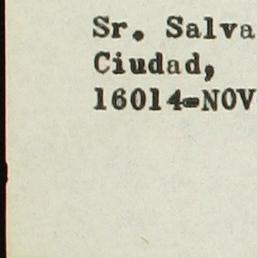 Sr. Salva
Ciudad,
16014-NOV